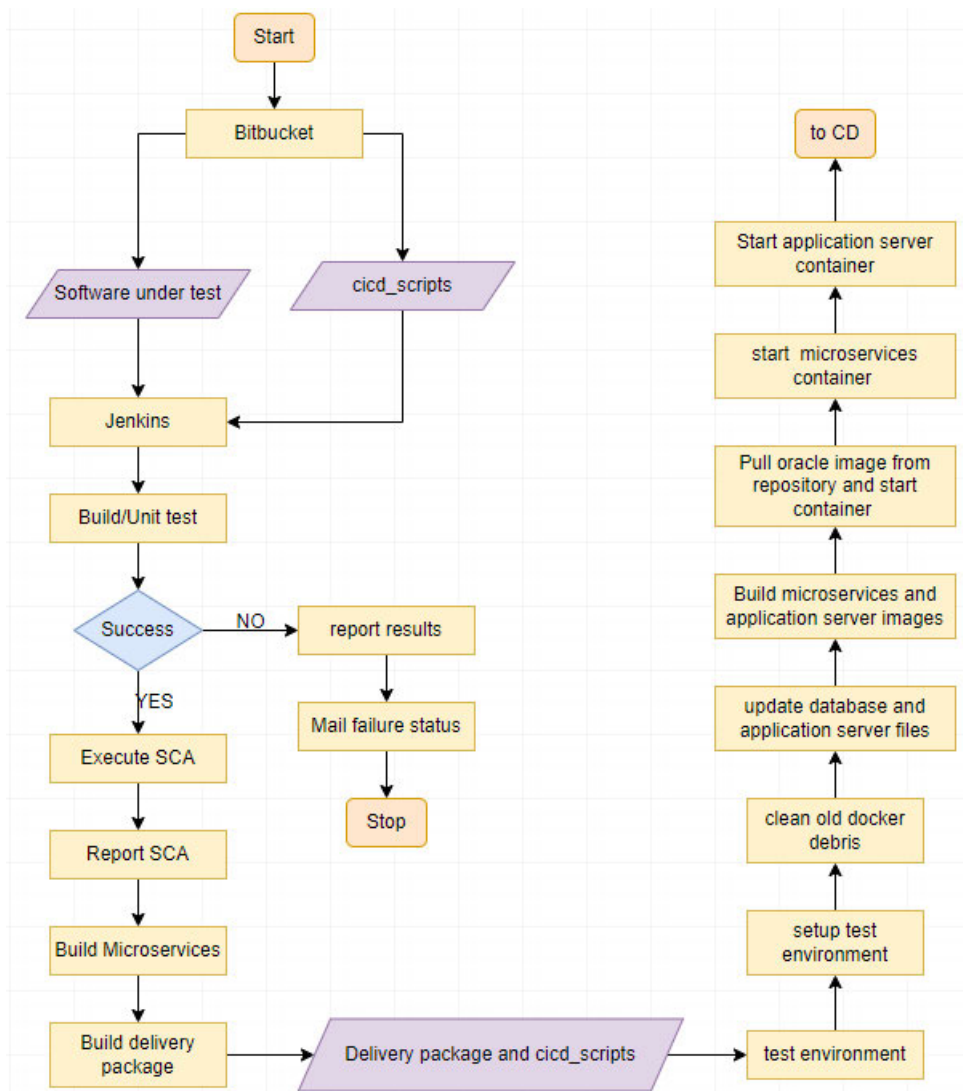 Start
Bitbucket
Software under test
cicd_scripts
Jenkins
Build/Unit test
Success
NO
report results
YES
Mail failure status
Execute SCA
Stop
Report SCA
Build Microservices
Build delivery
package
Delivery package and cicd_scripts
test environment
setup test
environment
clean old docker
debris
update database and
application server files
Build microservices and
application server images
Pull oracle image from
repository and start
container
start microservices
container
Start application server
container
to CD